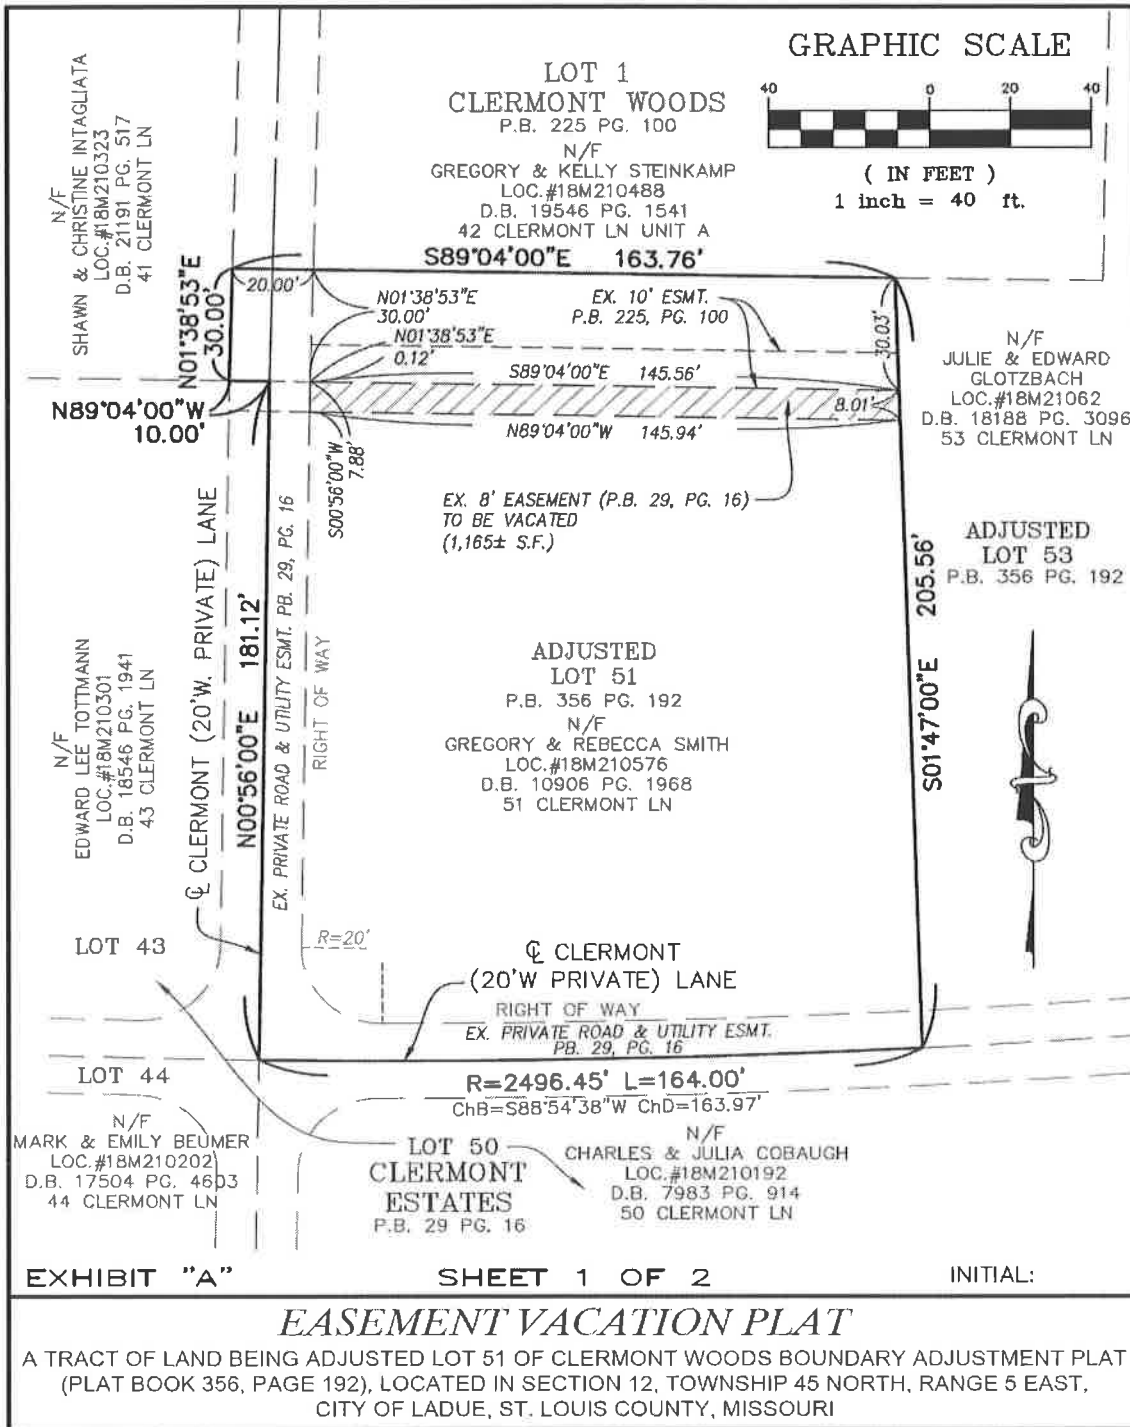 GRAPHIC SCALE
40 0 20 40
( IN FEET )
1 inch = 40 ft.
LOT 1
CLERMONT WOODS
P.B. 225 PG. 100
N/F
GREGORY & KELLY STEINKAMP
LOC.#18M210488
D.B. 19546 PG. 1541
42 CLERMONT LN UNIT A
N/F
SHAWN & CHRISTINE INTAGLIATA
LOC.#18M210323
D.B. 21191 PG. 517
41 CLERMONT LN
S89°04'00"E 163.76'
20.00'
N01°38'53"E
30.00'
N01°38'53"E
30.00'
N01°38'53"E
0.12'
EX. 10' ESMT.
P.B. 225, PG. 100
30.03'
S89°04'00"E 145.56'
8.01'
N89°04'00"W 145.94'
N89°04'00"W
10.00'
S00°56'00"W
7.88'
EX. 8' EASEMENT (P.B. 29, PG. 16)
TO BE VACATED
(1,165± S.F.)
N/F
JULIE & EDWARD
GLOTZBACH
LOC.#18M21062
D.B. 18188 PG. 3096
53 CLERMONT LN
ADJUSTED
LOT 53
P.B. 356 PG. 192
205.56'
S01°47'00"E
ADJUSTED
LOT 51
P.B. 356 PG. 192
N/F
GREGORY & REBECCA SMITH
LOC.#18M210576
D.B. 10906 PG. 1968
51 CLERMONT LN
N/F
EDWARD LEE TOTTMANN
LOC.#18M210301
D.B. 18546 PG. 1941
43 CLERMONT LN
℄ CLERMONT (20'W. PRIVATE) LANE
N00°56'00"E 181.12'
EX. PRIVATE ROAD & UTILITY ESMT. PB. 29, PG. 16
RIGHT OF WAY
LOT 43
R=20'
℄ CLERMONT
(20'W PRIVATE) LANE
RIGHT OF WAY
EX. PRIVATE ROAD & UTILITY ESMT.
PB. 29, PG. 16
R=2496.45' L=164.00'
ChB=S88°54'38"W ChD=163.97'
LOT 44
N/F
MARK & EMILY BEUMER
LOC.#18M210202
D.B. 17504 PG. 4603
44 CLERMONT LN
LOT 50
CLERMONT
ESTATES
P.B. 29 PG. 16
N/F
CHARLES & JULIA COBAUGH
LOC.#18M210192
D.B. 7983 PG. 914
50 CLERMONT LN
EXHIBIT "A"
SHEET 1 OF 2
INITIAL:
EASEMENT VACATION PLAT
A TRACT OF LAND BEING ADJUSTED LOT 51 OF CLERMONT WOODS BOUNDARY ADJUSTMENT PLAT
(PLAT BOOK 356, PAGE 192), LOCATED IN SECTION 12, TOWNSHIP 45 NORTH, RANGE 5 EAST,
CITY OF LADUE, ST. LOUIS COUNTY, MISSOURI